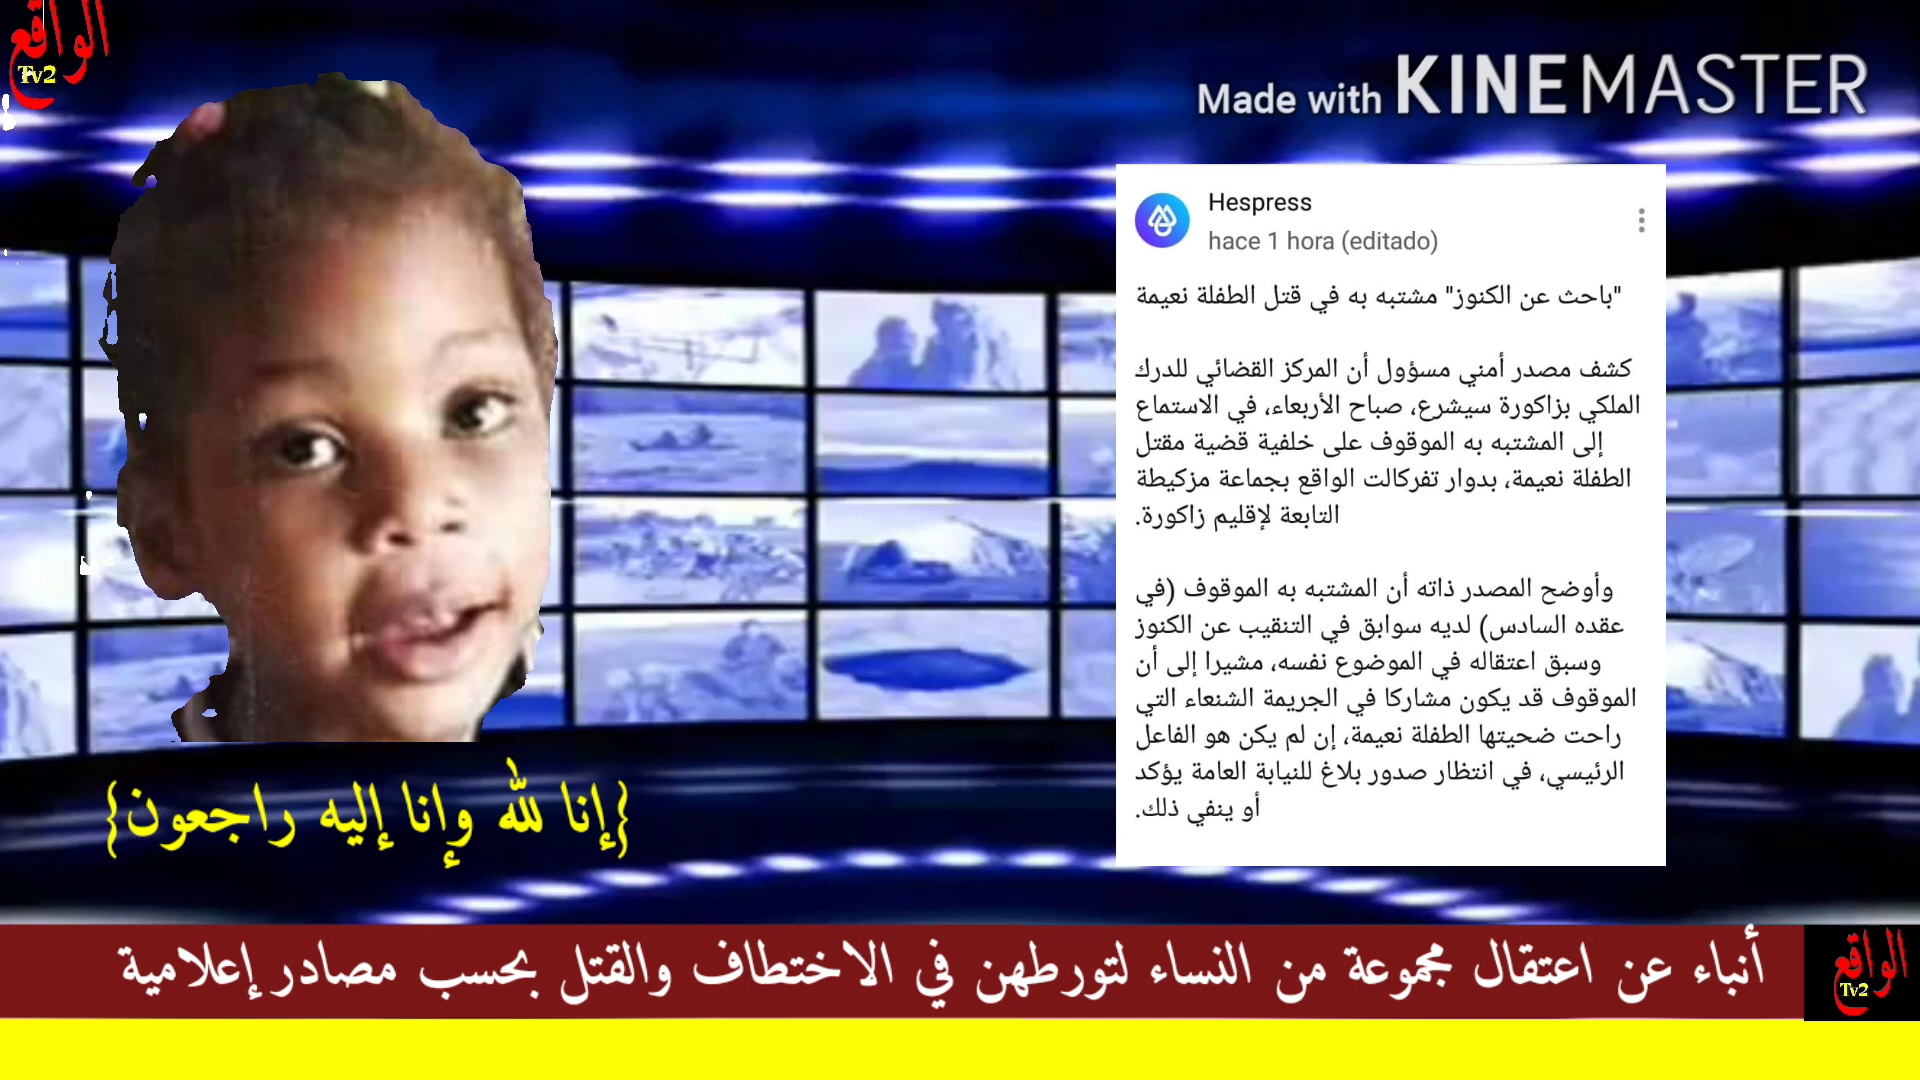 الواقع
Tv2
Made with KINEMASTER
Hespress
hace 1 hora (editado)
"باحث عن الكنوز" مشتبه به في قتل الطفلة نعيمة
كشف مصدر أمني مسؤول أن المركز القضائي للدرك
الملكي بزاكورة سيشرع، صباح الأربعاء، في الاستماع
إلى المشتبه به الموقوف على خلفية قضية مقتل
الطفلة نعيمة، بدوار تفركالت الواقع بجماعة مزكيطة
التابعة لإقليم زاكورة.
وأوضح المصدر ذاته أن المشتبه به الموقوف (في
عقده السادس) لديه سوابق في التنقيب عن الكنوز
وسبق اعتقاله في الموضوع نفسه، مشيرا إلى أن
الموقوف قد يكون مشاركا في الجريمة الشنعاء التي
راحت ضحيتها الطفلة نعيمة، إن لم يكن هو الفاعل
الرئيسي، في انتظار صدور بلاغ للنيابة العامة يؤكد
أو ينفي ذلك.
{إنا لله وإنا إليه راجعون}
أنباء عن اعتقال مجموعة من النساء لتورطهن في الاختطاف والقتل بحسب مصادر إعلامية
الواقع
Tv2